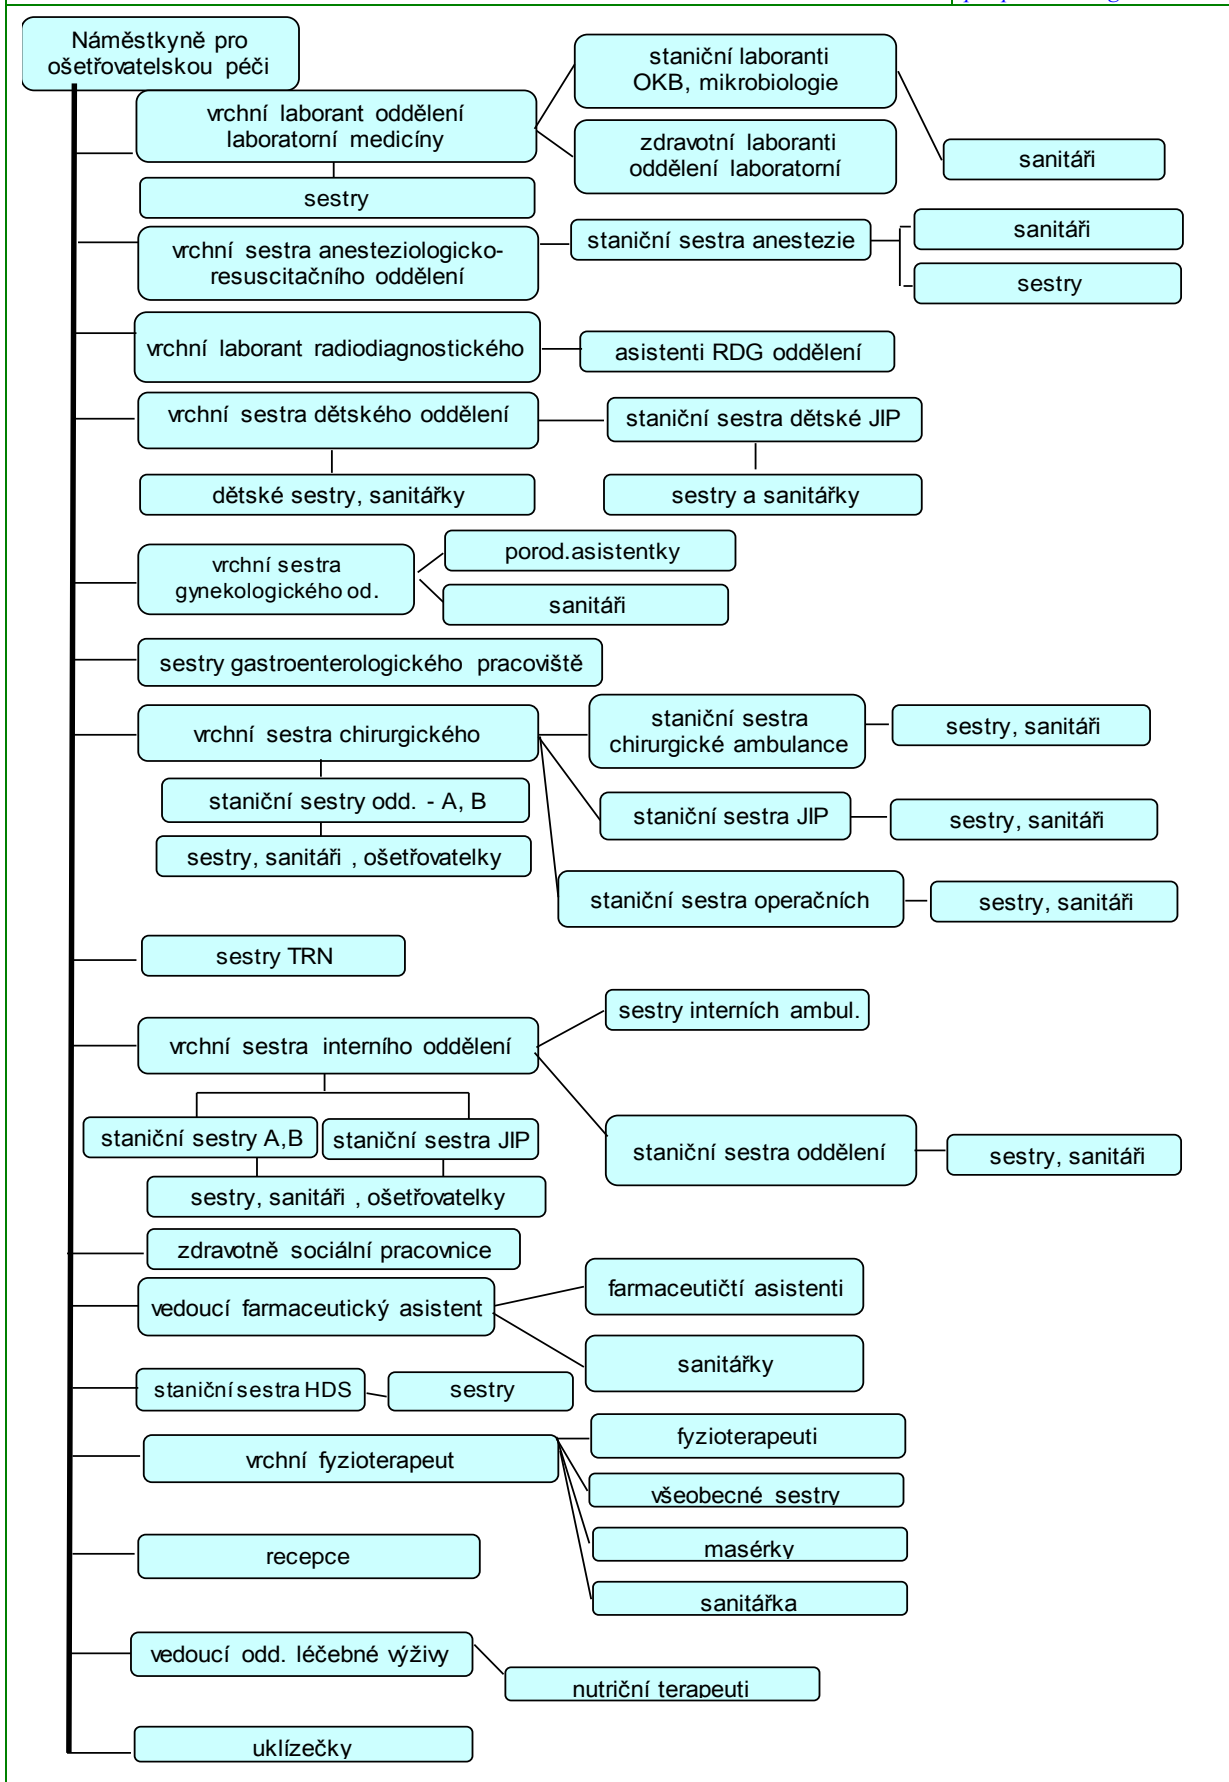 Náměstkyně pro
ošetřovatelskou péči
vrchní laborant oddělení
laboratorní medicíny
staniční laboranti
OKB, mikrobiologie
zdravotní laboranti
oddělení laboratorní
sanitáři
sestry
vrchní sestra anesteziologicko-
resuscitačního oddělení
staniční sestra anestezie
sanitáři
sestry
vrchní laborant radiodiagnostického
asistenti RDG oddělení
vrchní sestra dětského oddělení
staniční sestra dětské JIP
dětské sestry, sanitářky
sestry a sanitářky
vrchní sestra
gynekologického od.
porod.asistentky
sanitáři
sestry gastroenterologického pracoviště
vrchní sestra chirurgického
staniční sestra
chirurgické ambulance
sestry, sanitáři
staniční sestry odd. - A, B
sestry, sanitáři , ošetřovatelky
staniční sestra JIP
sestry, sanitáři
staniční sestra operačních
sestry, sanitáři
sestry TRN
sestry interních ambul.
vrchní sestra interního oddělení
staniční sestry A,B
staniční sestra JIP
staniční sestra oddělení
sestry, sanitáři
sestry, sanitáři , ošetřovatelky
zdravotně sociální pracovnice
vedoucí farmaceutický asistent
farmaceutičtí asistenti
sanitářky
staniční sestra HDS
sestry
vrchní fyzioterapeut
fyzioterapeuti
všeobecné sestry
masérky
sanitářka
recepce
vedoucí odd. léčebné výživy
nutriční terapeuti
uklízečky